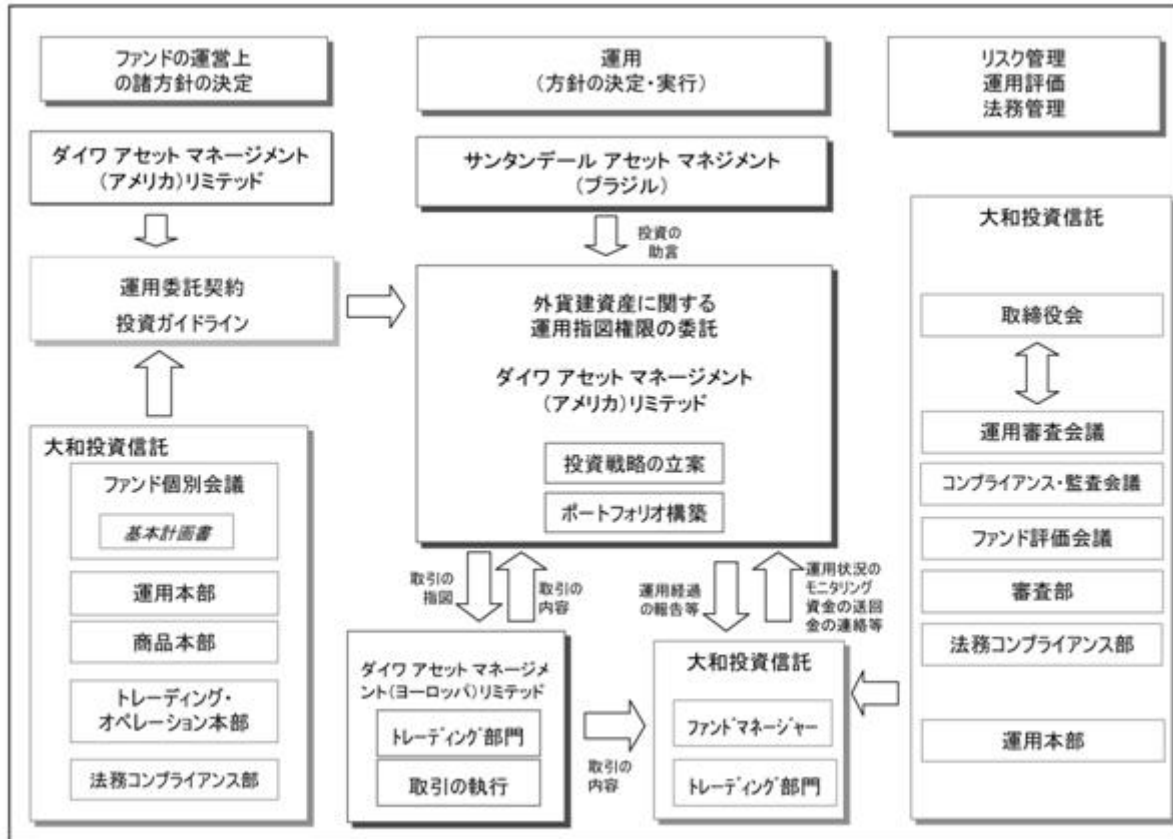 ファンドの運営上
の諸方針の決定
運用
(方針の決定・実行)
リスク管理
運用評価
法務管理
ダイワ アセット マネージメント
(アメリカ)リミテッド
サンタンデール アセット マネジメント
(ブラジル)
投資の
助言
運用委託契約
投資ガイドライン
外貨建資産に関する
運用指図権限の委託
ダイワ アセット マネージメント
(アメリカ)リミテッド
投資戦略の立案
ポートフォリオ構築
大和投資信託
取締役会
運用審査会議
コンプライアンス・監査会議
ファンド評価会議
審査部
法務コンプライアンス部
運用本部
大和投資信託
ファンド個別会議
基本計画書
運用本部
商品本部
トレーディング・
オペレーション本部
法務コンプライアンス部
取引の
指図
取引の
内容
運用経過
の報告等
運用状況の
モニタリング
資金の送回
金の連絡等
ダイワ アセット マネージメ
ント(ヨーロッパ)リミテッド
トレーディング部門
取引の執行
取引の
内容
大和投資信託
ファンドマネージャー
トレーディング部門